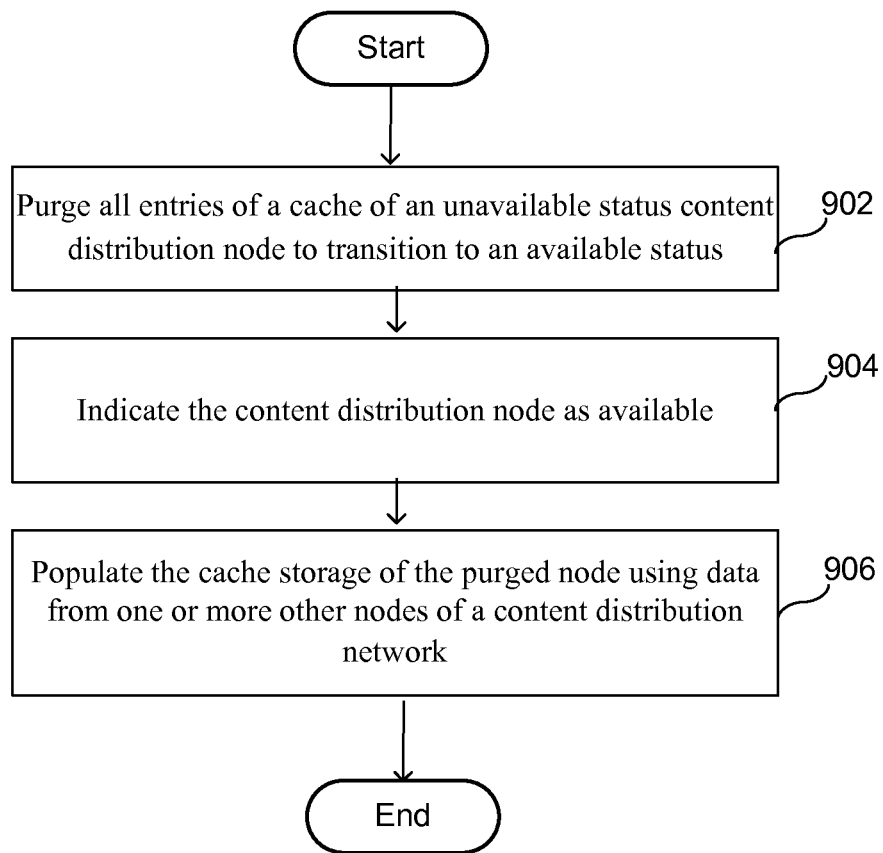 Start
Purge all entries of a cache of an unavailable status content
distribution node to transition to an available status
902
Indicate the content distribution node as available
904
Populate the cache storage of the purged node using data
from one or more other nodes of a content distribution
network
906
End